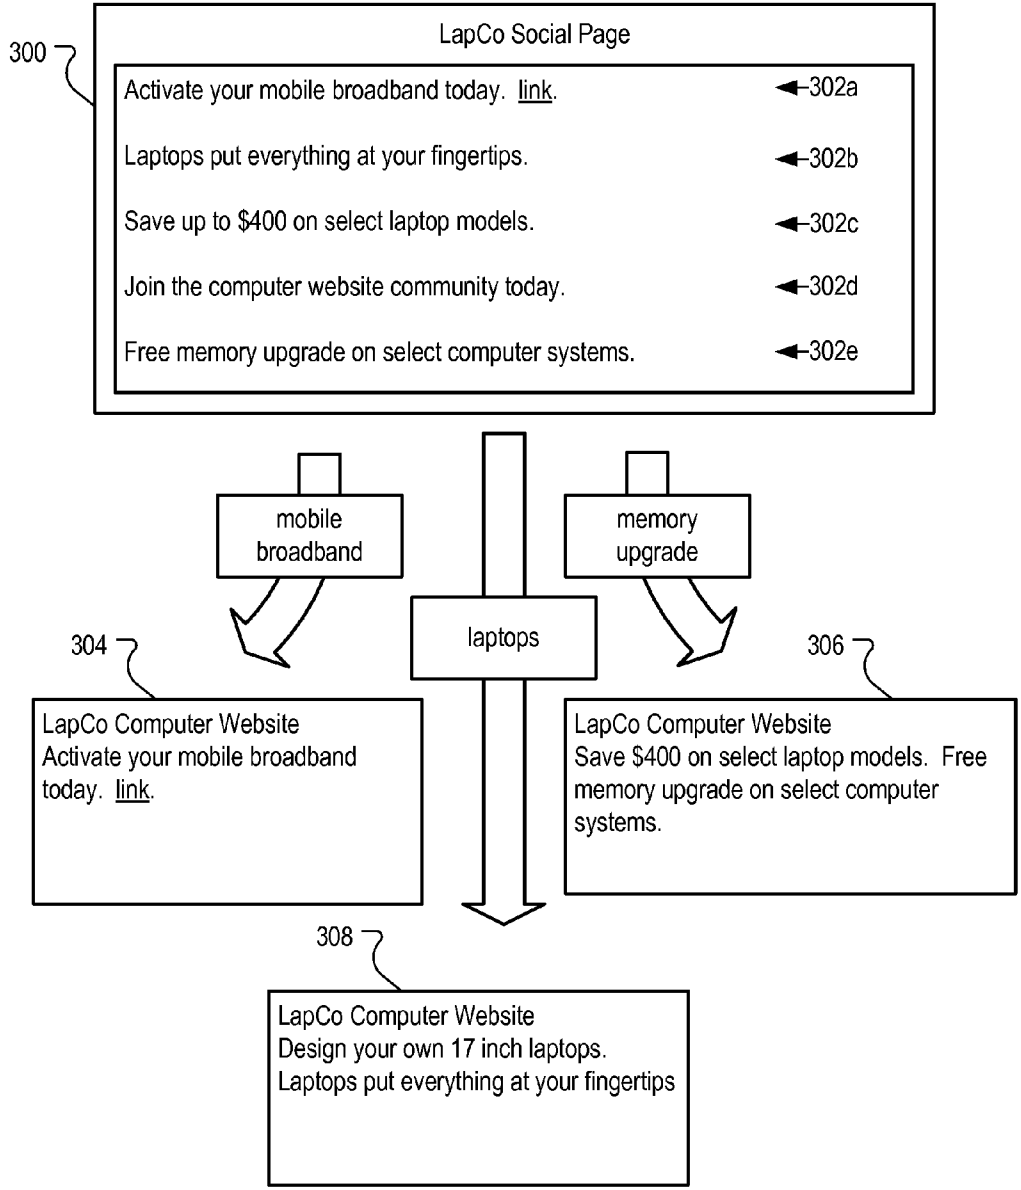 300
LapCo Social Page
Activate your mobile broadband today. link. 302a
Laptops put everything at your fingertips. 302b
Save up to $400 on select laptop models. 302c
Join the computer website community today. 302d
Free memory upgrade on select computer systems. 302e
mobile
broadband
memory
upgrade
laptops
304
LapCo Computer Website
Activate your mobile broadband
today. link.
306
LapCo Computer Website
Save $400 on select laptop models. Free
memory upgrade on select computer
systems.
308
LapCo Computer Website
Design your own 17 inch laptops.
Laptops put everything at your fingertips